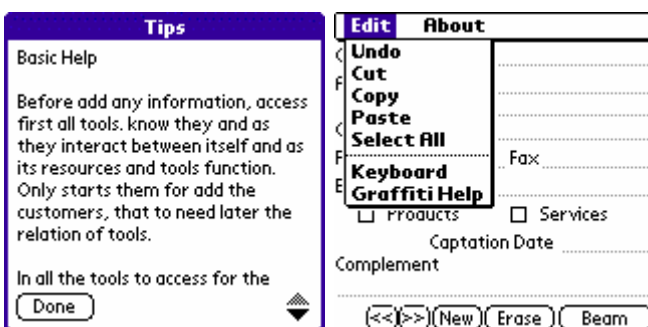 Tips
Basic Help
Before add any information, access
first all tools. know they and as
they interact between itself and as
its resources and tools function.
Only starts them for add the
customers, that to need later the
relation of tools.
In all the tools to access for the
Done
Edit About
Undo
Cut
Copy
Paste
Select All
Keyboard
Graffiti Help
Fax
Products Services
Captation Date
Complement
<< >> New Erase Beam